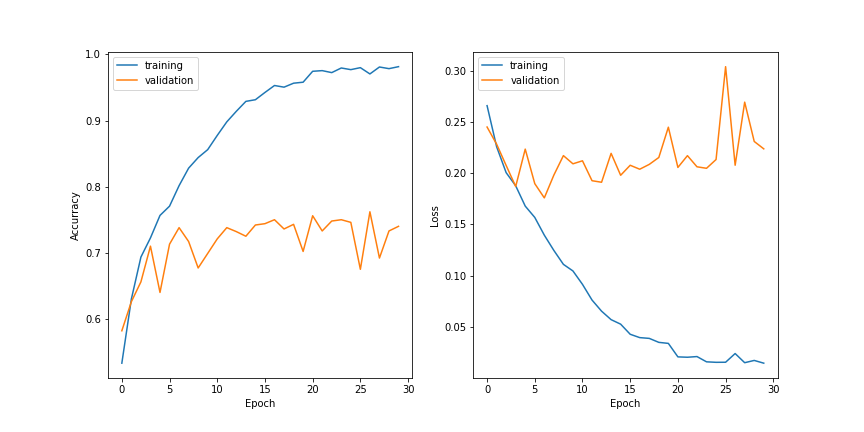 training
validation
1.0
0.9
0.8
0.7
0.6
Accurracy
0 5 10 15 20 25 30
Epoch
training
validation
0.30
0.25
0.20
0.15
0.10
0.05
Loss
0 5 10 15 20 25 30
Epoch